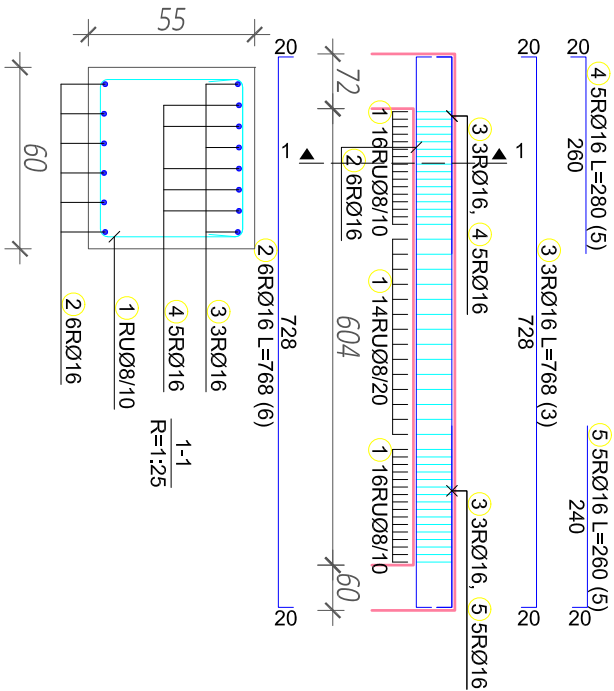 4 5RØ16 L=280 (5)
260
20
5 5RØ16 L=260 (5)
240
20
3 3RØ16 L=768 (3)
728
20
20
3 3RØ16, 4 5RØ16
3 3RØ16, 5 5RØ16
1
1
1 16RUØ8/10
1 14RUØ8/20
1 16RUØ8/10
2 6RØ16
72
604
60
2 6RØ16 L=768 (6)
728
20
20
55
60
3 3RØ16
4 5RØ16
1 RUØ8/10
2 6RØ16
1-1
R=1:25